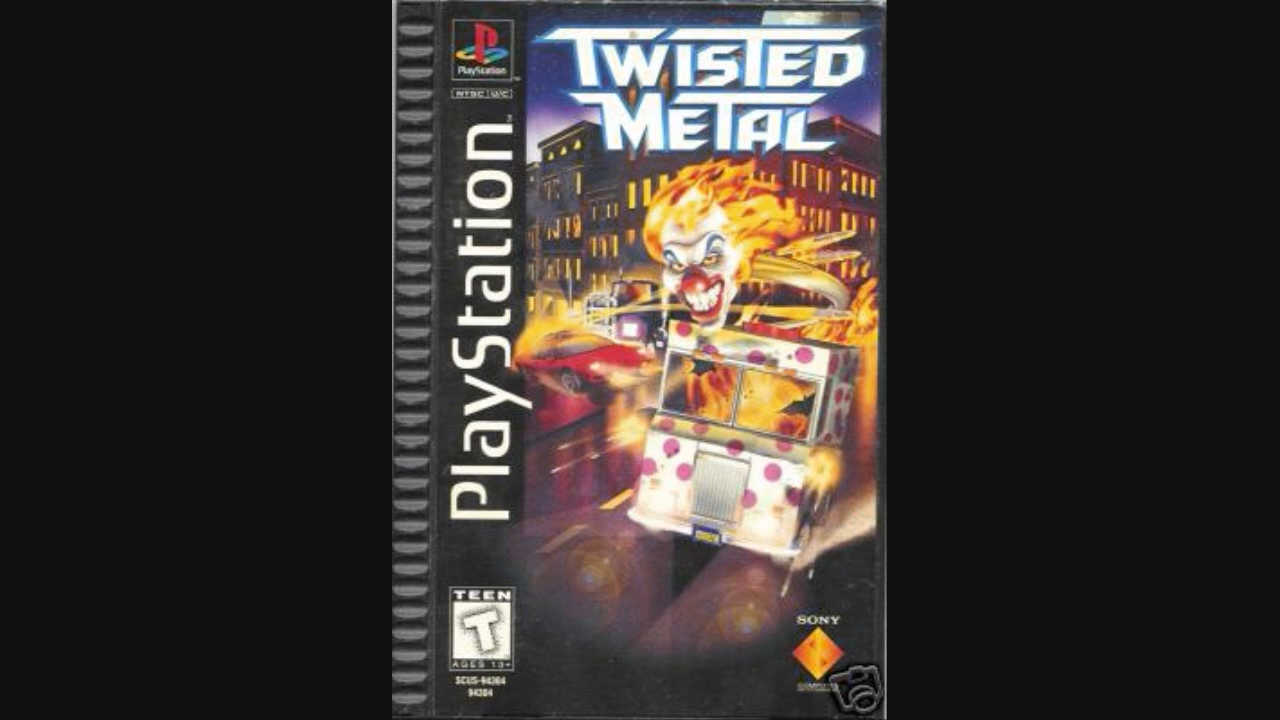 PlayStation
NTSC U/C
PlayStation
TWISTED
METAL
TEEN
T
AGES 13+
SCUS-94304
94304
SONY